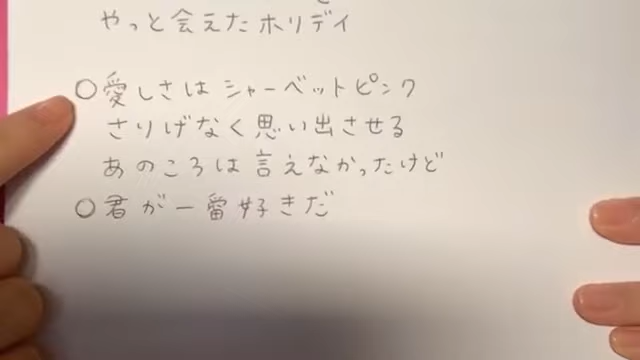 やっと会えたホリデイ
○愛しさはシャーベットピンク
さりげなく思い出させる
あのころは言えなかったけど
○君が一番好きだ